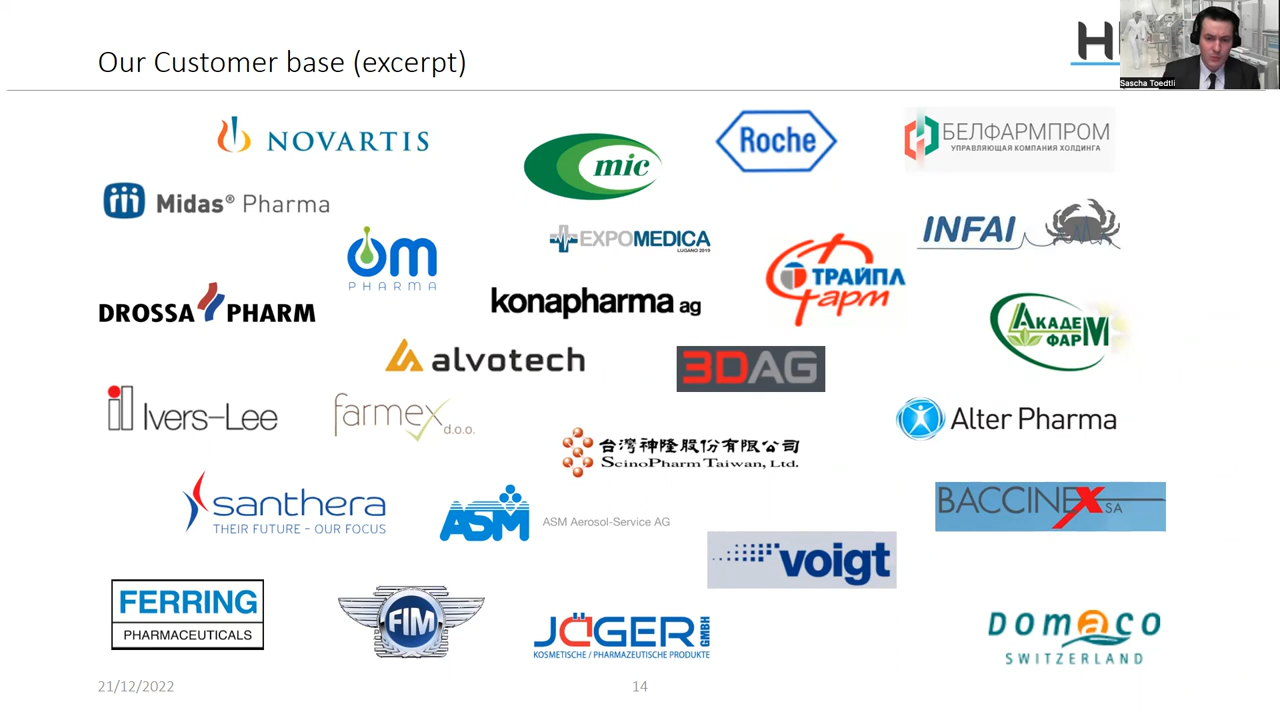 Our Customer base (excerpt)
Sascha Toedtli
NOVARTIS
mic
Roche
БЕЛФАРМПРОМ
УПРАВЛЯЮЩАЯ КОМПАНИЯ ХОЛДИНГА
Midas® Pharma
om
PHARMA
EXPOMEDICA
LUGANO 2019
INFAI
ТРАЙПЛ
Фарм
DROSSA PHARM
konapharma ag
АКАДЕМ
ФАРМ
alvotech
3DAG
Ivers-Lee
farmex
d.o.o.
Alter Pharma
台灣神隆股份有限公司
ScinoPharm Taiwan, Ltd.
santhera
THEIR FUTURE - OUR FOCUS
ASM
ASM Aerosol-Service AG
BACCINEX SA
voigt
FERRING
PHARMACEUTICALS
FIM
JÄGER GMBH
KOSMETISCHE / PHARMAZEUTISCHE PRODUKTE
Domaco
SWITZERLAND
21/12/2022
14